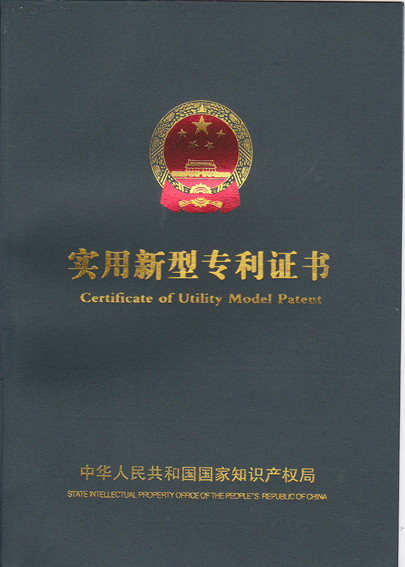 实用新型专利证书
Certificate of Utility Model Patent
中华人民共和国国家知识产权局
STATE INTELLECTUAL PROPERTY OFFICE OF THE PEOPLE'S REPUBLIC OF CHINA